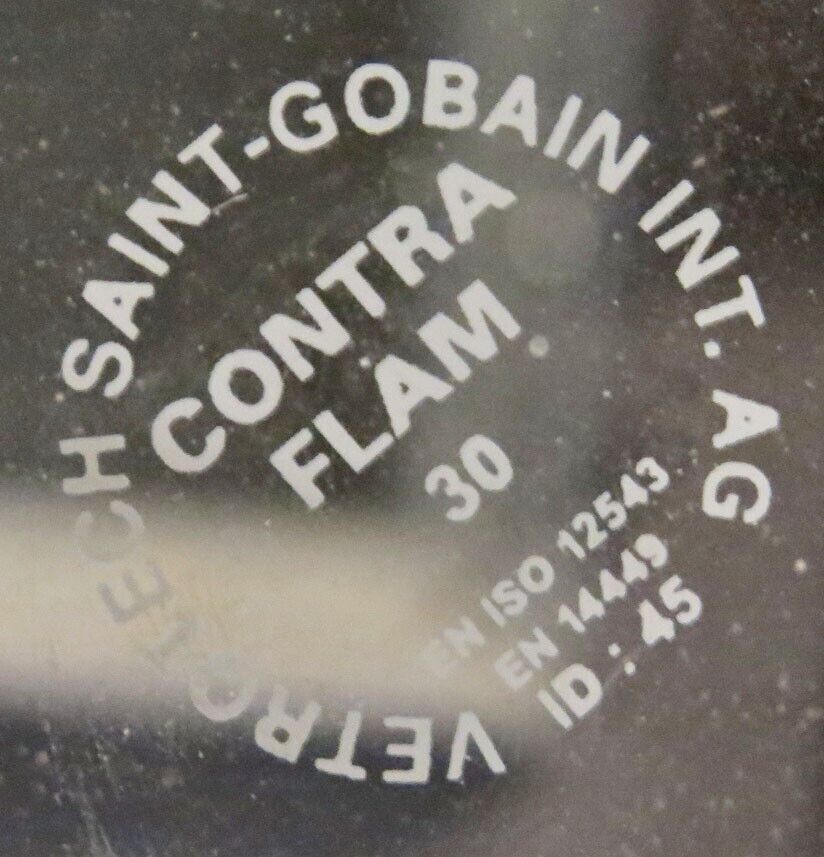 VETROTECH SAINT-GOBAIN INT. AG
CONTRA
FLAM
30
EN ISO 12543
EN 14449
ID : 45